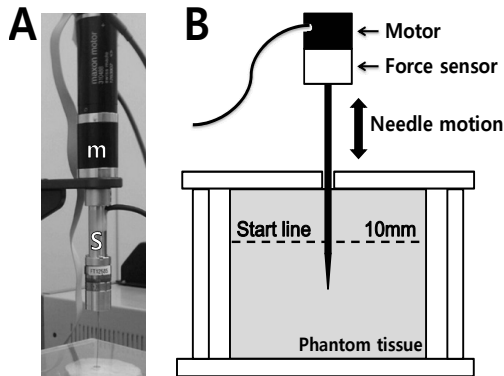 A
B
maxon motor
m
S
Motor
Force sensor
Needle motion
Start line 10mm
Phantom tissue